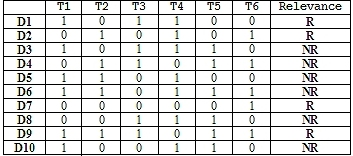 T1 T2 T3 T4 T5 T6 Relevance
D1 1 0 1 1 0 0 R
D2 0 1 0 1 0 1 R
D3 1 0 1 1 1 0 NR
D4 0 1 1 0 1 1 NR
D5 1 1 0 1 1 0 NR
D6 1 1 1 1 1 0 NR
D7 0 0 0 0 0 1 R
D8 0 0 1 1 1 0 NR
D9 1 1 1 0 1 1 R
D10 1 0 0 1 1 0 NR